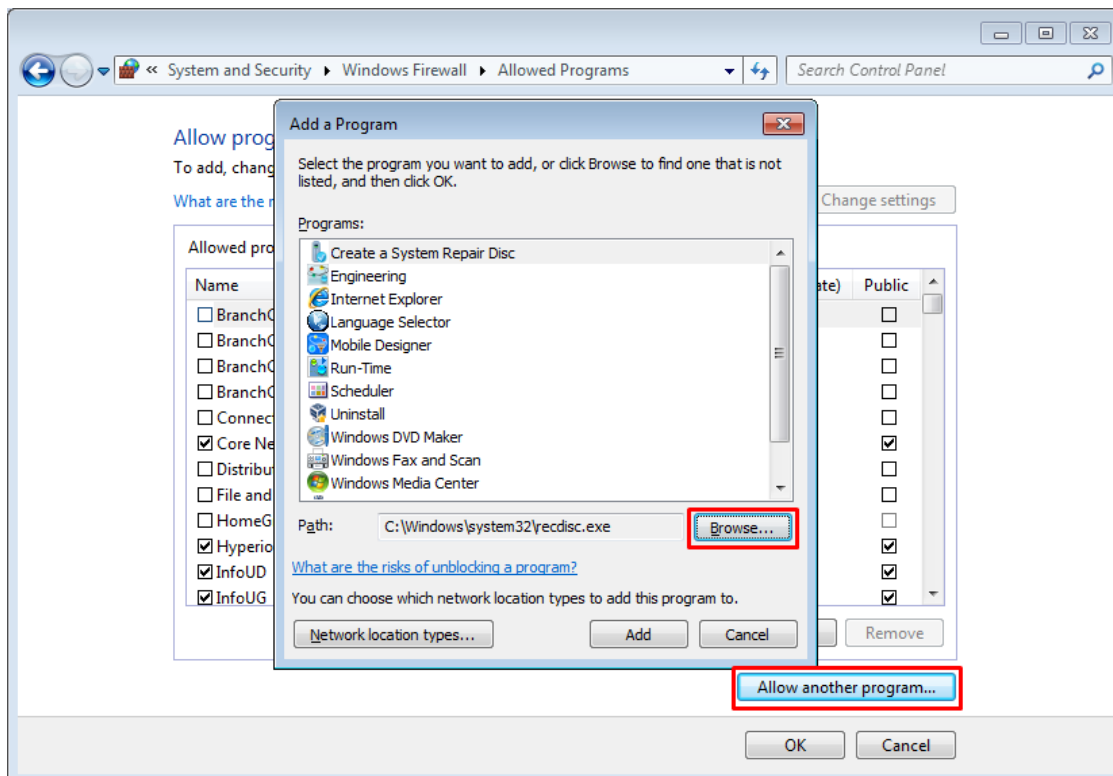 « System and Security ▸ Windows Firewall ▸ Allowed Programs
Search Control Panel
Allow prog
To add, chang
What are the r
Change settings
Allowed pro
Name
ate) Public
BranchC
BranchC
BranchC
BranchC
Connec
Core Ne
Distribu
File and
HomeG
Hyperio
InfoUD
InfoUG
Remove
Allow another program...
OK Cancel
Add a Program
Select the program you want to add, or click Browse to find one that is not
listed, and then click OK.
Programs:
Create a System Repair Disc
Engineering
Internet Explorer
Language Selector
Mobile Designer
Run-Time
Scheduler
Uninstall
Windows DVD Maker
Windows Fax and Scan
Windows Media Center
Path: C:\Windows\system32\recdisc.exe Browse...
What are the risks of unblocking a program?
You can choose which network location types to add this program to.
Network location types... Add Cancel